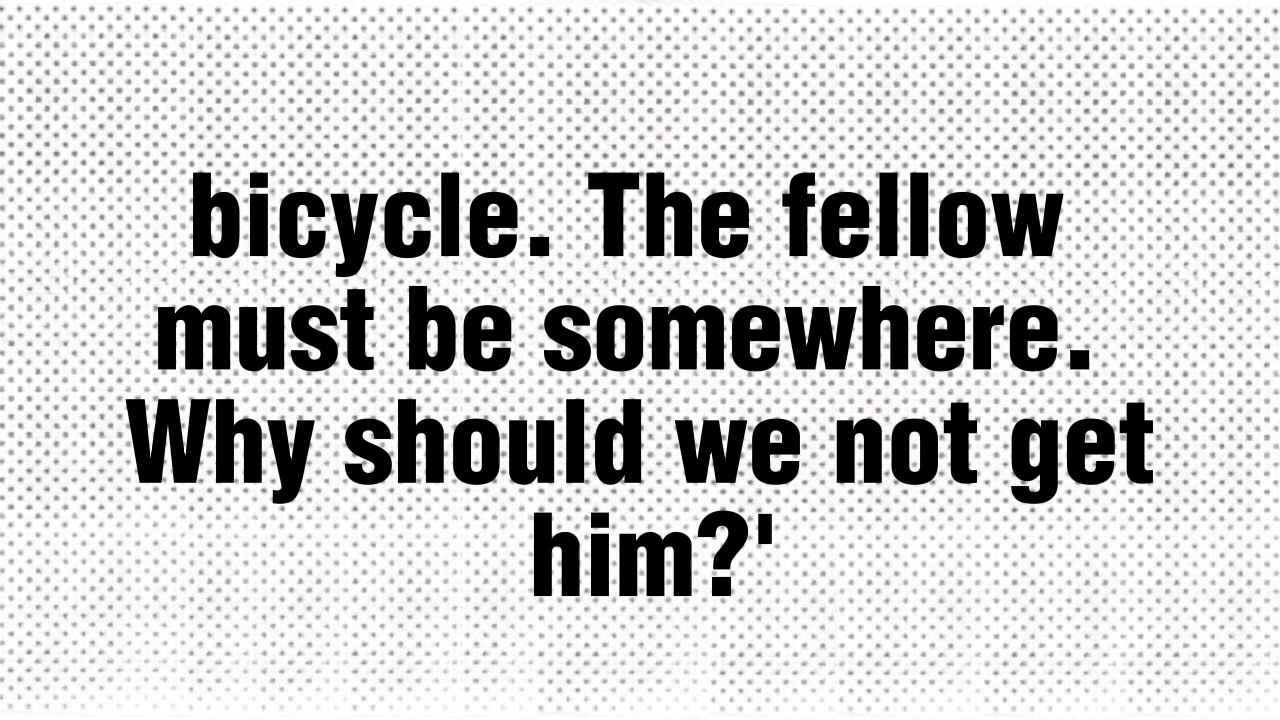 bicycle. The fellow
must be somewhere.
Why should we not get
him?'